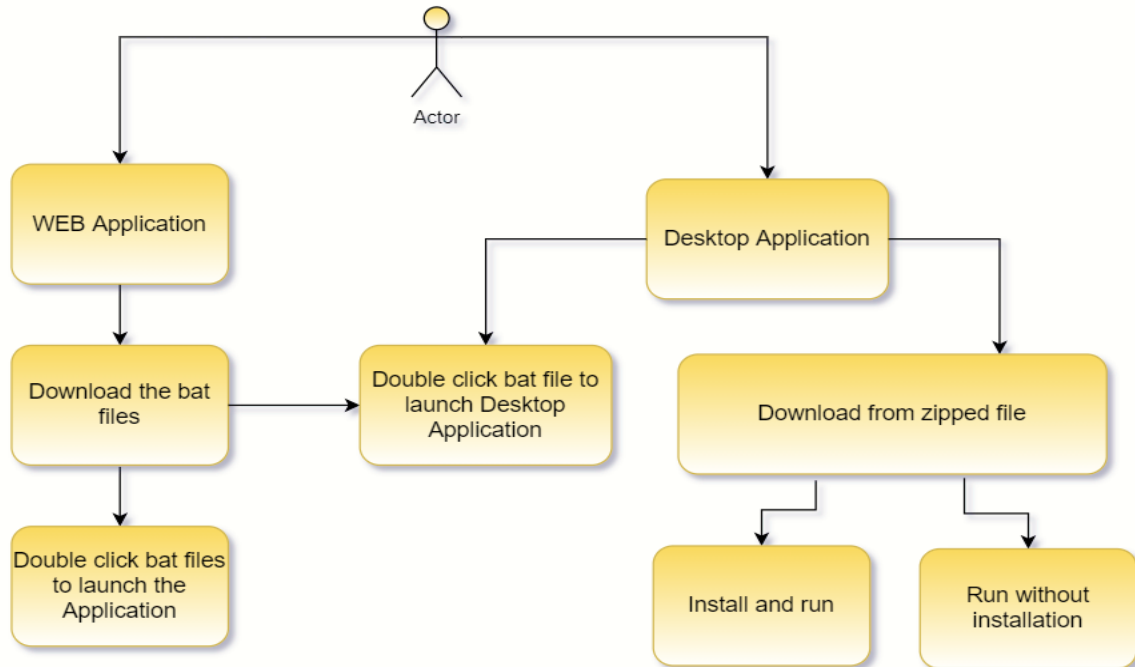 Actor
WEB Application
Desktop Application
Download the bat
files
Double click bat file to
launch Desktop
Application
Download from zipped file
Double click bat files
to launch the
Application
Install and run
Run without
installation